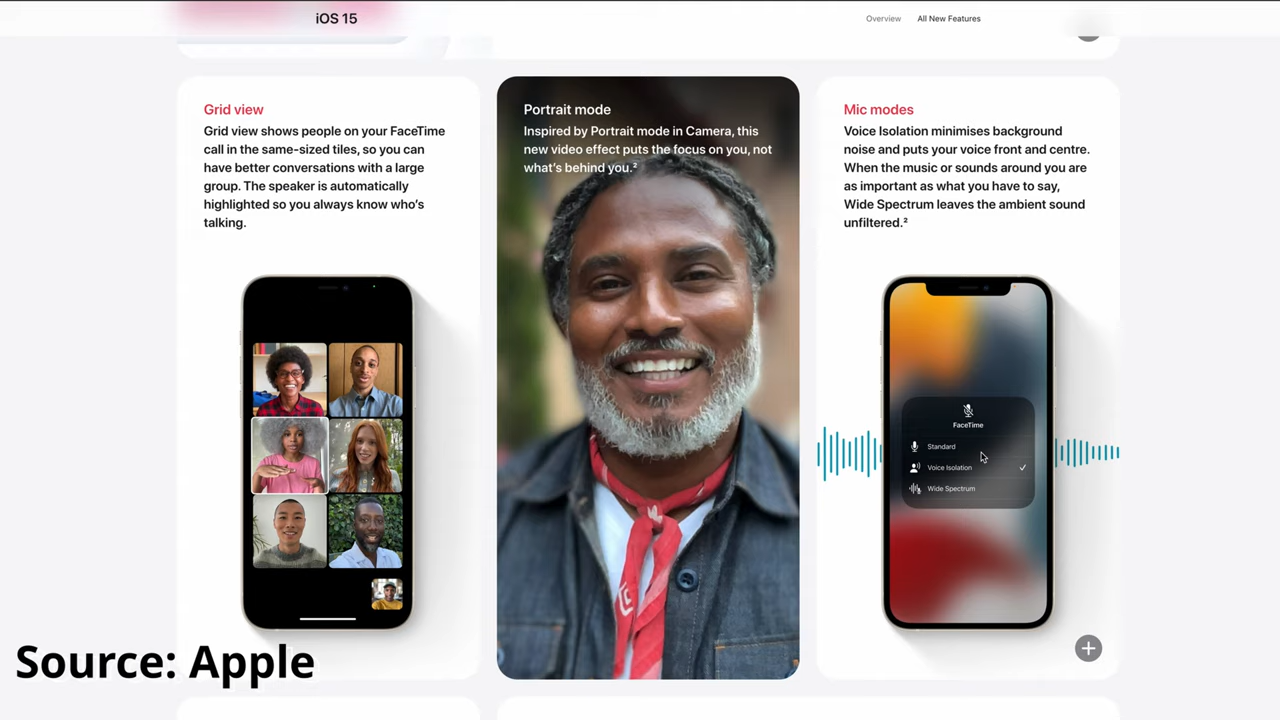 iOS 15
Overview
All New Features
Grid view
Grid view shows people on your FaceTime
call in the same-sized tiles, so you can
have better conversations with a large
group. The speaker is automatically
highlighted so you always know who's
talking.
Portrait mode
Inspired by Portrait mode in Camera, this
new video effect puts the focus on you, not
what's behind you.²
Mic modes
Voice Isolation minimises background
noise and puts your voice front and centre.
When the music or sounds around you are
as important as what you have to say,
Wide Spectrum leaves the ambient sound
unfiltered.²
FaceTime
Standard
Voice Isolation
Wide Spectrum
Source: Apple